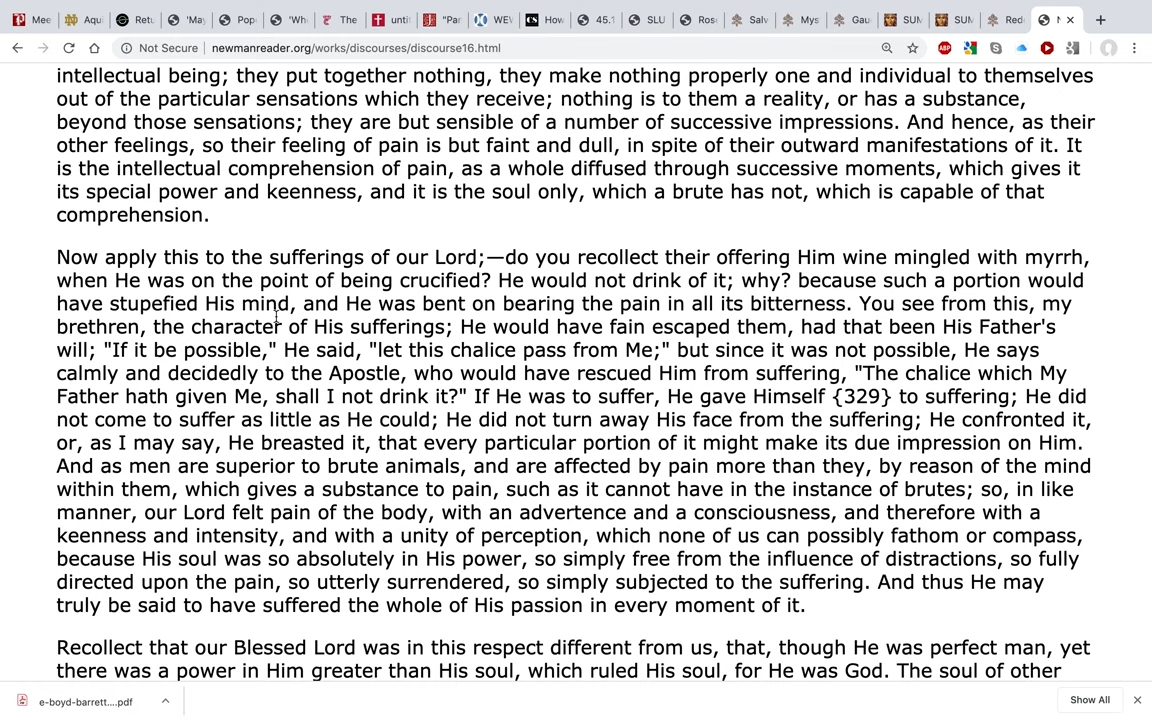 Mee
Aqui
Retu
'May
Pop
'Wh
The
unti
"Par
WEV
How
45.1
SLU
Ros
Salv
Mys
Gau
SUM
SUM
Red
N
Not Secure
newmanreader.org/works/discourses/discourse16.html
intellectual being; they put together nothing, they make nothing properly one and individual to themselves
out of the particular sensations which they receive; nothing is to them a reality, or has a substance,
beyond those sensations; they are but sensible of a number of successive impressions. And hence, as their
other feelings, so their feeling of pain is but faint and dull, in spite of their outward manifestations of it. It
is the intellectual comprehension of pain, as a whole diffused through successive moments, which gives it
its special power and keenness, and it is the soul only, which a brute has not, which is capable of that
comprehension.
Now apply this to the sufferings of our Lord;—do you recollect their offering Him wine mingled with myrrh,
when He was on the point of being crucified? He would not drink of it; why? because such a portion would
have stupefied His mind, and He was bent on bearing the pain in all its bitterness. You see from this, my
brethren, the character of His sufferings; He would have fain escaped them, had that been His Father's
will; "If it be possible," He said, "let this chalice pass from Me;" but since it was not possible, He says
calmly and decidedly to the Apostle, who would have rescued Him from suffering, "The chalice which My
Father hath given Me, shall I not drink it?" If He was to suffer, He gave Himself {329} to suffering; He did
not come to suffer as little as He could; He did not turn away His face from the suffering; He confronted it,
or, as I may say, He breasted it, that every particular portion of it might make its due impression on Him.
And as men are superior to brute animals, and are affected by pain more than they, by reason of the mind
within them, which gives a substance to pain, such as it cannot have in the instance of brutes; so, in like
manner, our Lord felt pain of the body, with an advertence and a consciousness, and therefore with a
keenness and intensity, and with a unity of perception, which none of us can possibly fathom or compass,
because His soul was so absolutely in His power, so simply free from the influence of distractions, so fully
directed upon the pain, so utterly surrendered, so simply subjected to the suffering. And thus He may
truly be said to have suffered the whole of His passion in every moment of it.
Recollect that our Blessed Lord was in this respect different from us, that, though He was perfect man, yet
there was a power in Him greater than His soul, which ruled His soul, for He was God. The soul of other
e-boyd-barrett....pdf
Show All